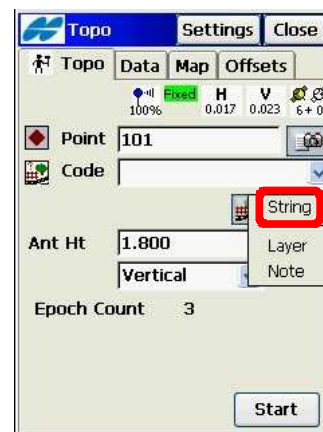 Topo Settings Close
Topo Data Map Offsets
Fixed H V
100% 0.017 0.023 6+ 0
Point 101
Code
String
Ant Ht 1.800 Layer
Vertical Note
Epoch Count 3
Start